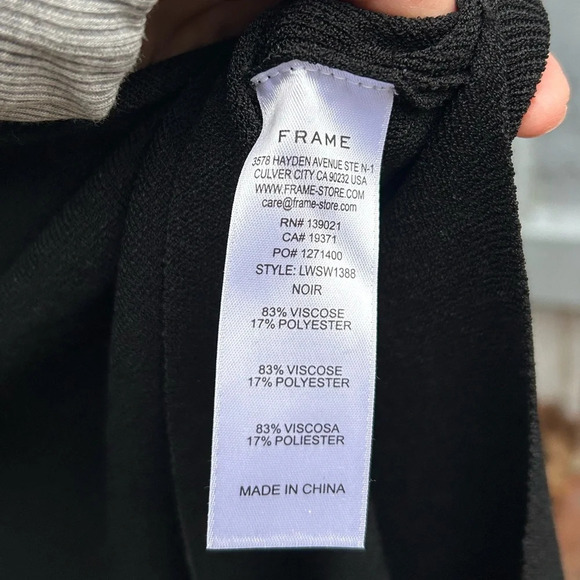 FRAME
3578 HAYDEN AVENUE STE N-1
CULVER CITY CA 90232 USA
WWW.FRAME-STORE.COM
care@frame-store.com
RN# 139021
CA# 19371
PO# 1271400
STYLE: LWSW1388
NOIR
83% VISCOSE
17% POLYESTER
83% VISCOSE
17% POLYESTER
83% VISCOSA
17% POLIESTER
MADE IN CHINA